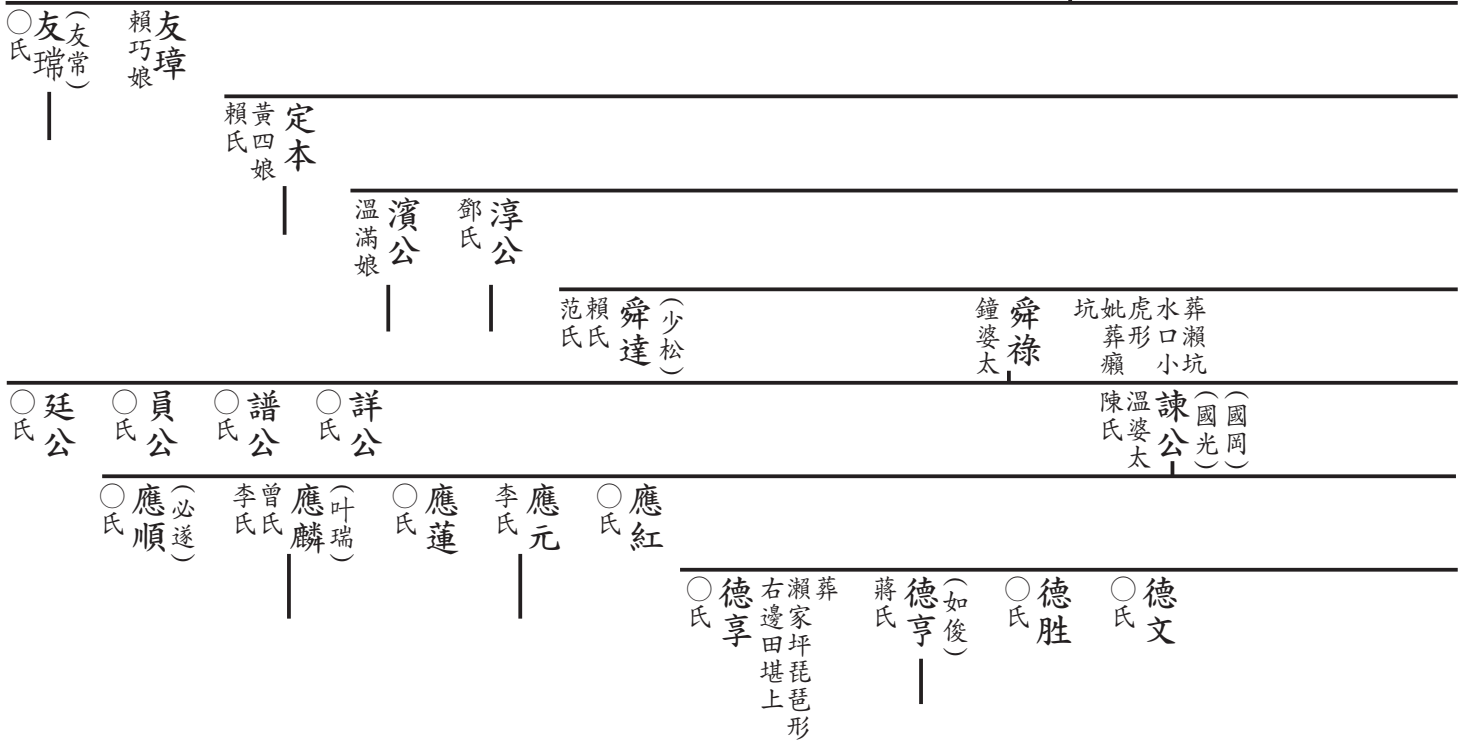 友璋
賴巧娘
(友常)
友瑺
○氏
定本
黃四娘
賴氏
淳公
鄧氏
濱公
溫滿娘
葬瀨坑
水口小
虎形
妣葬癩
坑
舜祿
鐘婆太
(少松)
舜達
賴氏
范氏
(國岡)
(國光)
諫公
溫婆太
陳氏
詳公
○氏
譜公
○氏
員公
○氏
廷公
○氏
應紅
○氏
應元
李氏
應蓮
○氏
(叶瑞)
應麟
曾氏
李氏
(必遂)
應順
○氏
德文
○氏
德胜
○氏
(如俊)
德亨
蔣氏
葬
瀨家坪琵琶形
右邊田堪上
德享
○氏